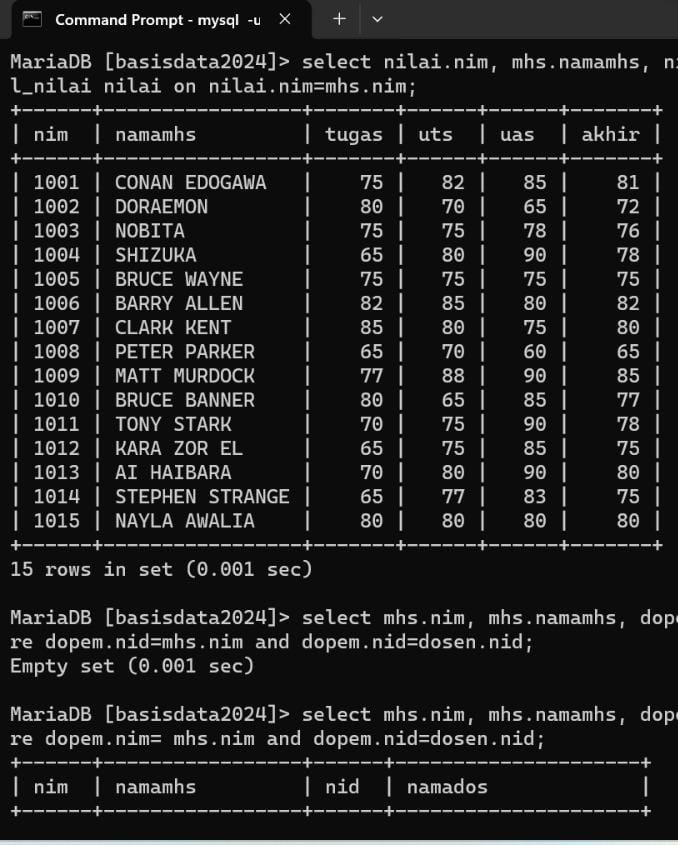 Command Prompt - mysql -u
MariaDB [basisdata2024]> select nilai.nim, mhs.namamhs,
l_nilai nilai on nilai.nim=mhs.nim;
+------+-----------------+-------+------+------+-------+
| nim | namamhs | tugas | uts | uas | akhir |
+------+-----------------+-------+------+------+-------+
| 1001 | CONAN EDOGAWA | 75 | 82 | 85 | 81 |
| 1002 | DORAEMON | 80 | 70 | 65 | 72 |
| 1003 | NOBITA | 75 | 75 | 78 | 76 |
| 1004 | SHIZUKA | 65 | 80 | 90 | 78 |
| 1005 | BRUCE WAYNE | 75 | 75 | 75 | 75 |
| 1006 | BARRY ALLEN | 82 | 85 | 80 | 82 |
| 1007 | CLARK KENT | 85 | 80 | 75 | 80 |
| 1008 | PETER PARKER | 65 | 70 | 60 | 65 |
| 1009 | MATT MURDOCK | 77 | 88 | 90 | 85 |
| 1010 | BRUCE BANNER | 80 | 65 | 85 | 77 |
| 1011 | TONY STARK | 70 | 75 | 90 | 78 |
| 1012 | KARA ZOR EL | 65 | 75 | 85 | 75 |
| 1013 | AI HAIBARA | 70 | 80 | 90 | 80 |
| 1014 | STEPHEN STRANGE | 65 | 77 | 83 | 75 |
| 1015 | NAYLA AWALIA | 80 | 80 | 80 | 80 |
+------+-----------------+-------+------+------+-------+
15 rows in set (0.001 sec)
MariaDB [basisdata2024]> select mhs.nim, mhs.namamhs,
re dopem.nid=mhs.nim and dopem.nid=dosen.nid;
Empty set (0.001 sec)
MariaDB [basisdata2024]> select mhs.nim, mhs.namamhs,
re dopem.nim= mhs.nim and dopem.nid=dosen.nid;
+------+-----------------+------+---------------------+
| nim | namamhs | nid | namados |
+------+-----------------+------+---------------------+